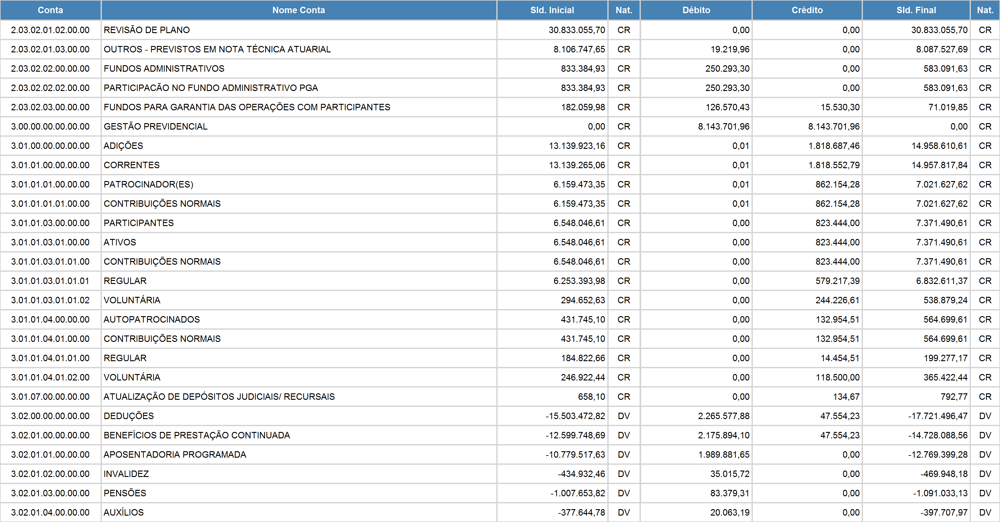 Conta Nome Conta Sld. Inicial Nat. Débito Crédito Sld. Final Nat.
2.03.02.01.02.00.00 REVISÃO DE PLANO 30.833.055,70 CR 0,00 0,00 30.833.055,70 CR
2.03.02.01.03.00.00 OUTROS - PREVISTOS EM NOTA TÉCNICA ATUARIAL 8.106.747,65 CR 19.219,96 0,00 8.087.527,69 CR
2.03.02.02.00.00.00 FUNDOS ADMINISTRATIVOS 833.384,93 CR 250.293,30 0,00 583.091,63 CR
2.03.02.02.02.00.00 PARTICIPACÃO NO FUNDO ADMINISTRATIVO PGA 833.384,93 CR 250.293,30 0,00 583.091,63 CR
2.03.02.03.00.00.00 FUNDOS PARA GARANTIA DAS OPERAÇÕES COM PARTICIPANTES 182.059,98 CR 126.570,43 15.530,30 71.019,85 CR
3.00.00.00.00.00.00 GESTÃO PREVIDENCIAL 0,00 CR 8.143.701,96 8.143.701,96 0,00 CR
3.01.00.00.00.00.00 ADIÇÕES 13.139.923,16 CR 0,01 1.818.687,46 14.958.610,61 CR
3.01.01.00.00.00.00 CORRENTES 13.139.265,06 CR 0,01 1.818.552,79 14.957.817,84 CR
3.01.01.01.00.00.00 PATROCINADOR(ES) 6.159.473,35 CR 0,01 862.154,28 7.021.627,62 CR
3.01.01.01.01.00.00 CONTRIBUIÇÕES NORMAIS 6.159.473,35 CR 0,01 862.154,28 7.021.627,62 CR
3.01.01.03.00.00.00 PARTICIPANTES 6.548.046,61 CR 0,00 823.444,00 7.371.490,61 CR
3.01.01.03.01.00.00 ATIVOS 6.548.046,61 CR 0,00 823.444,00 7.371.490,61 CR
3.01.01.03.01.01.00 CONTRIBUIÇÕES NORMAIS 6.548.046,61 CR 0,00 823.444,00 7.371.490,61 CR
3.01.01.03.01.01.01 REGULAR 6.253.393,98 CR 0,00 579.217,39 6.832.611,37 CR
3.01.01.03.01.01.02 VOLUNTÁRIA 294.652,63 CR 0,00 244.226,61 538.879,24 CR
3.01.01.04.00.00.00 AUTOPATROCINADOS 431.745,10 CR 0,00 132.954,51 564.699,61 CR
3.01.01.04.01.00.00 CONTRIBUIÇÕES NORMAIS 431.745,10 CR 0,00 132.954,51 564.699,61 CR
3.01.01.04.01.01.00 REGULAR 184.822,66 CR 0,00 14.454,51 199.277,17 CR
3.01.01.04.01.02.00 VOLUNTÁRIA 246.922,44 CR 0,00 118.500,00 365.422,44 CR
3.01.07.00.00.00.00 ATUALIZAÇÃO DE DEPÓSITOS JUDICIAIS/ RECURSAIS 658,10 CR 0,00 134,67 792,77 CR
3.02.00.00.00.00.00 DEDUÇÕES -15.503.472,82 DV 2.265.577,88 47.554,23 -17.721.496,47 DV
3.02.01.00.00.00.00 BENEFÍCIOS DE PRESTAÇÃO CONTINUADA -12.599.748,69 DV 2.175.894,10 47.554,23 -14.728.088,56 DV
3.02.01.01.00.00.00 APOSENTADORIA PROGRAMADA -10.779.517,63 DV 1.989.881,65 0,00 -12.769.399,28 DV
3.02.01.02.00.00.00 INVALIDEZ -434.932,46 DV 35.015,72 0,00 -469.948,18 DV
3.02.01.03.00.00.00 PENSÕES -1.007.653,82 DV 83.379,31 0,00 -1.091.033,13 DV
3.02.01.04.00.00.00 AUXÍLIOS -377.644,78 DV 20.063,19 0,00 -397.707,97 DV